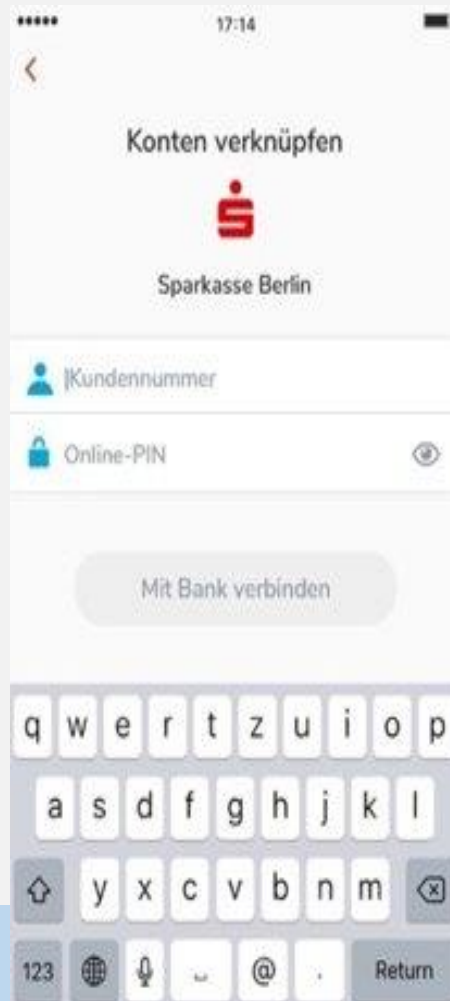 17:14
Konten verknüpfen
Sparkasse Berlin
Kundennummer
Online-PIN
Mit Bank verbinden
q w e r t z u i o p
a s d f g h j k l
y x c v b n m
123 @ . Return